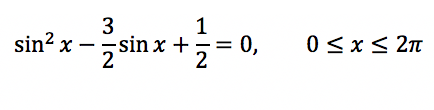 sin² x − 3/2 sin x + 1/2 = 0, 0 ≤ x ≤ 2π